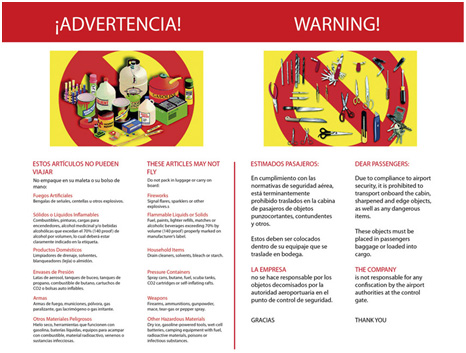 ¡ADVERTENCIA!
WARNING!
ESTOS ARTÍCULOS NO PUEDEN
VIAJAR
No empaque en su maleta o su bolso de
mano:
Fuegos Artificiales
Bengalas de señales, centellas o otros explosivos.
Sólidos o Líquidos Inflamables
Combustibles, pinturas, cargas para
encendedores, alcohol medicinal y/o bebidas
alcohólicas que excedan el 70% (140 proof) de
alcohol por volumen, lo cual deberá estar
claramente indicado en la etiqueta.
Productos Domésticos
Limpiadores de drenaje, solventes,
blanqueadores (lejía) o almidón.
Envases de Presión
Latas de aerosol, tanques de buceo, tanques de
propano, combustible de butano, cartuchos de
CO2 o bolsas auto inflables.
Armas
Armas de fuego, municiones, pólvora, gas
paralizante, gas lacrimógeno o gas irritante.
Otros Materiales Peligrosos
Hielo seco, herramientas que funcionan con
gasolina, baterías líquidas, equipos para acampar
con combustible, material radioactivo, venenos o
sustancias infecciosas.
THESE ARTICLES MAY NOT
FLY
Do not pack in luggage or carry on
board:
Fireworks
Signal flares, sparklers or other
explosives.s
Flammable Liquids or Solids
Fuel, paints, lighter refills, matches or
alcoholic beverages exceeding 70% by
volume (140 proof) properly marked on
manufacturer's label.
Household Items
Drain cleaners, solvents, bleach or starch.
Pressure Containers
Spray cans, butane, fuel, scuba tanks,
CO2 cartridges or self-inflating rafts.
Weapons
Firearms, ammunitions, gunpowder,
mace, tear-gas or pepper spray.
Other Hazardous Materials
Dry ice, gasoline-powered tools, wet-cell
batteries, camping equipment with fuel,
radioactive materials, poisons or
infectious substances.
ESTIMADOS PASAJEROS:
En cumplimiento con las
normativas de seguridad aérea,
está terminantemente
prohibido traslados en la cabina
de pasajeros de objetos
punzocortantes, contundentes
y otros.
Estos deben ser colocados
dentro de su equipaje que se
traslade en bodega.
LA EMPRESA
no se hace responsable por los
objetos decomisados por la
autoridad aeroportuaria en el
punto de control de seguridad.
GRACIAS
DEAR PASSENGERS:
Due to compliance to airport
security, it is prohibited to
transport onboard the cabin,
sharpened and edge objects, as
well as any dangerous
items.
These objects must be
placed in passengers
baggage or loaded into
cargo.
THE COMPANY
is not responsible for any
confiscation by the airport
authorities at the control
gate.
THANK YOU